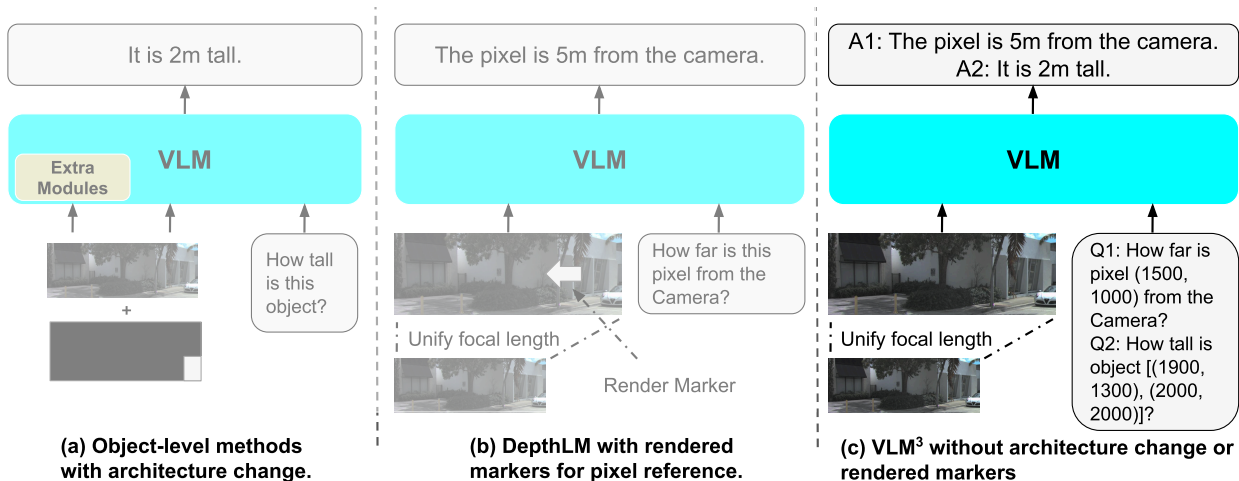 It is 2m tall.
VLM
Extra
Modules
How tall
is this
object?
+
(a) Object-level methods
with architecture change.
The pixel is 5m from the camera.
VLM
How far is this
pixel from the
Camera?
Unify focal length
Render Marker
(b) DepthLM with rendered
markers for pixel reference.
A1: The pixel is 5m from the camera.
A2: It is 2m tall.
VLM
Q1: How far is
pixel (1500,
1000) from the
Camera?
Q2: How tall is
object [(1900,
1300), (2000,
2000)]?
Unify focal length
(c) VLM³ without architecture change or
rendered markers